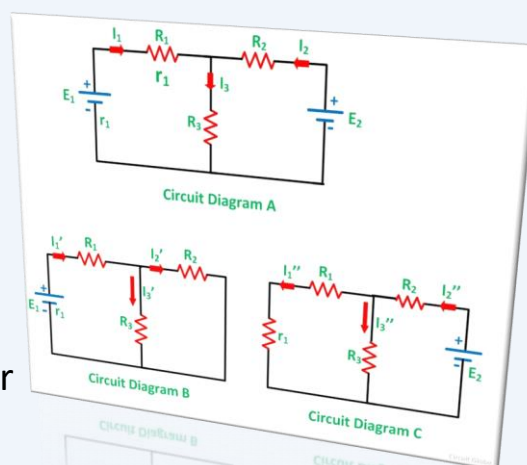 I₁ R₁ R₂ I₂
r₁ I₃
E₁ + - r₁ R₃ + - E₂
Circuit Diagram A
I₁' R₁ I₂' R₂
E₁ + - r₁ I₃' R₃
Circuit Diagram B
I₁'' R₁ R₂ I₂''
r₁ I₃'' R₃ + - E₂
Circuit Diagram C
r